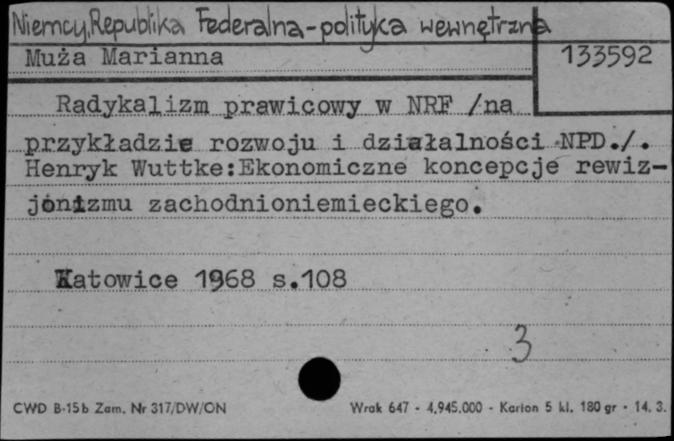 Niemcy, Republika Federalna - polityka wewnętrzna
Muża Marianna
133592
Radykalizm prawicowy w NRF /na
przykładzie rozwoju i działalności NPD./.
Henryk Wuttke:Ekonomiczne koncepcje rewiz-
jonizmu zachodnioniemieckiego.
Katowice 1968 s.108
3
CWD B-15b Zam. Nr 317/DW/ON Wrak 647 - 4.945.000 - Karton 5 kl. 180 gr - 14. 3.